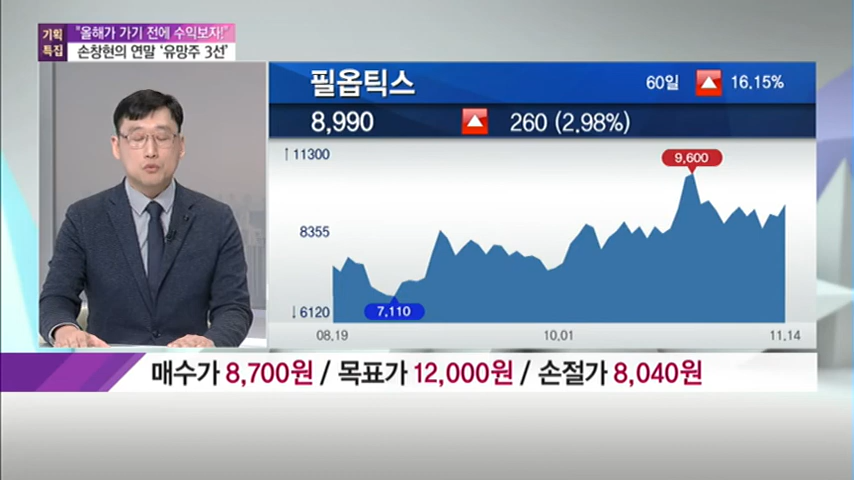 기획 특집
"올해가 가기 전에 수익보자!"
손창현의 연말 '유망주 3선'
필옵틱스 60일 ▲ 16.15%
8,990 ▲ 260 (2.98%)
↑11300
9,600
8355
7,110
↓6120
08.19 10.01 11.14
매수가 8,700원 / 목표가 12,000원 / 손절가 8,040원